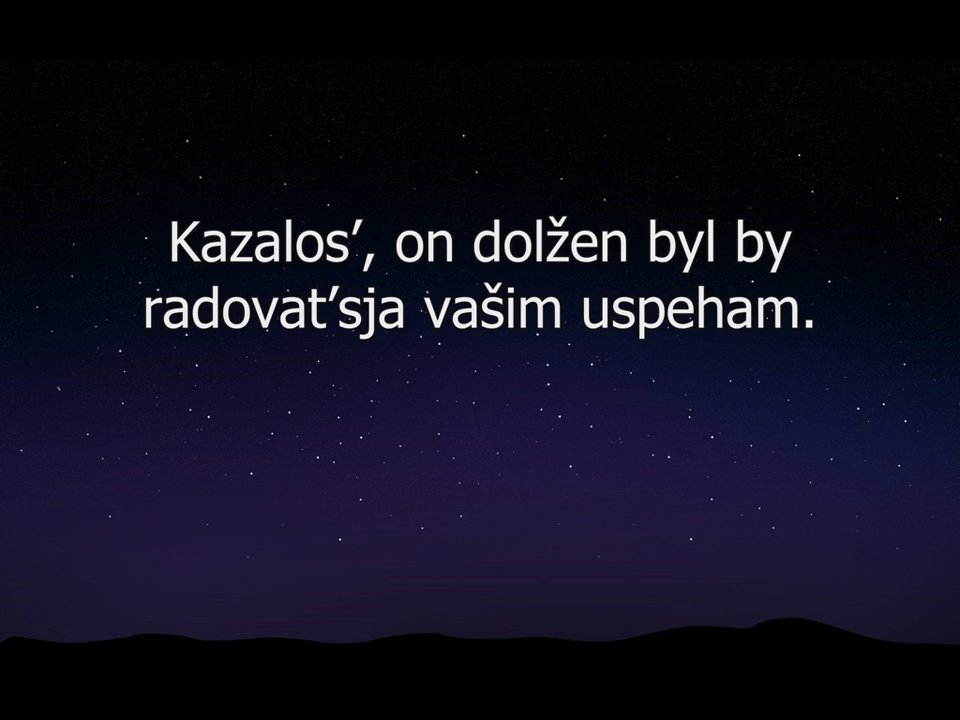 Kazalos’, on dolžen byl by
radovat’sja vašim uspeham.